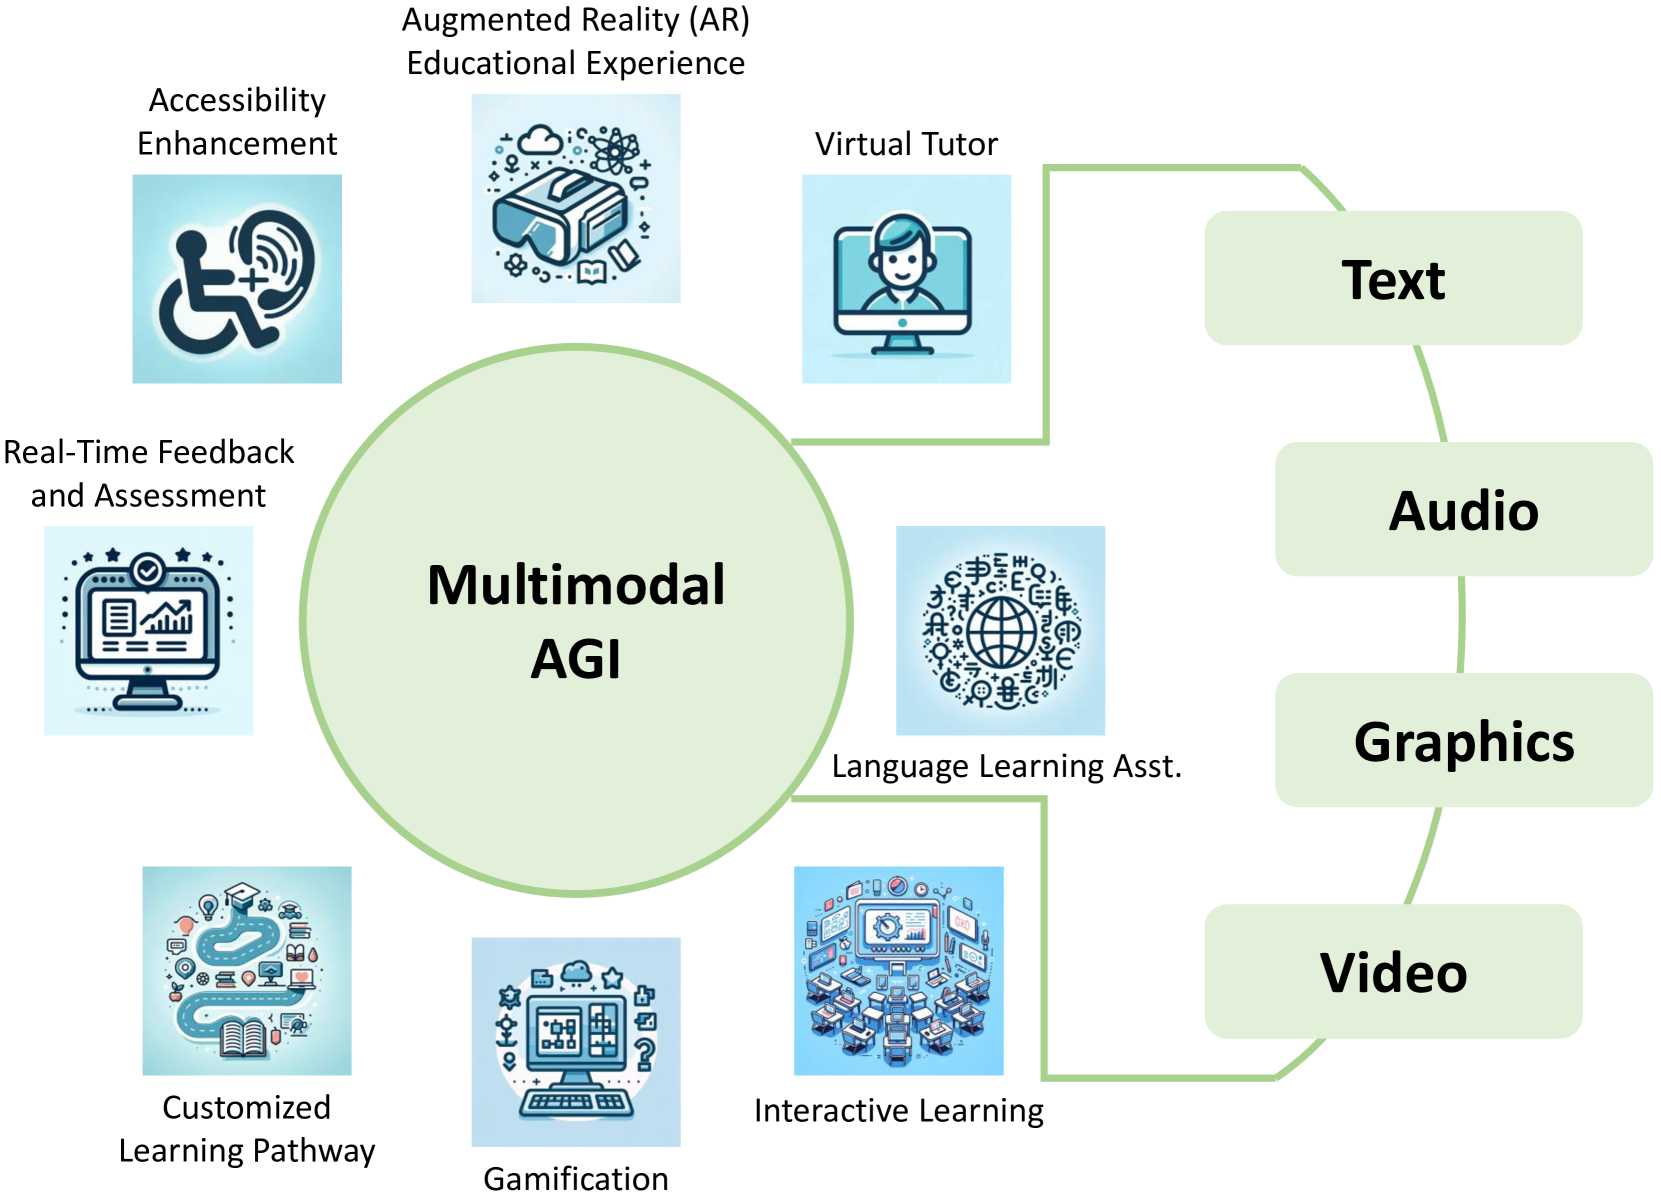 Augmented Reality (AR)
Educational Experience
Accessibility
Enhancement
Virtual Tutor
Real-Time Feedback
and Assessment
Multimodal
AGI
Language Learning Asst.
Customized
Learning Pathway
Gamification
Interactive Learning
Text
Audio
Graphics
Video